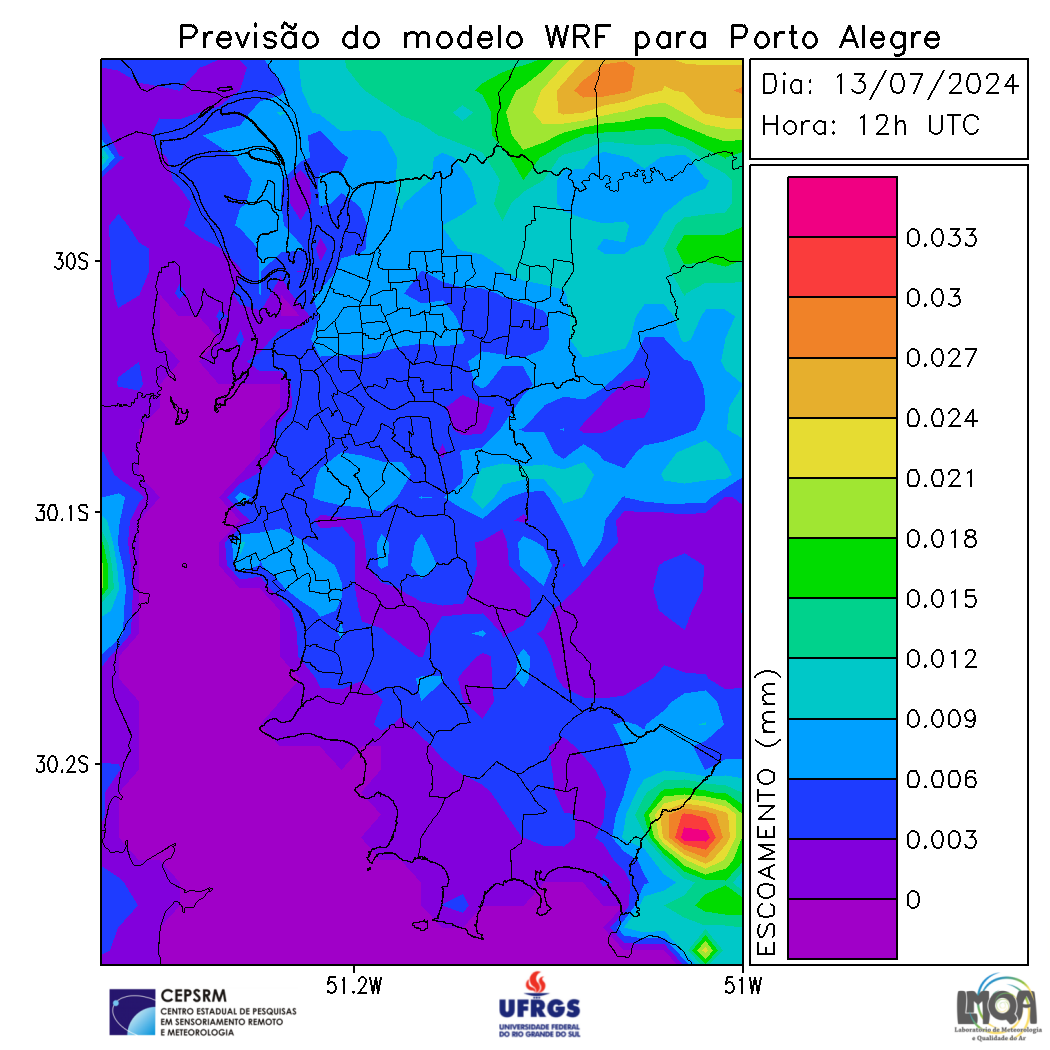 Previsão do modelo WRF para Porto Alegre
Dia: 13/07/2024
Hora: 12h UTC
30S
30.1S
30.2S
51.2W
51W
ESCOAMENTO (mm)
0.033
0.03
0.027
0.024
0.021
0.018
0.015
0.012
0.009
0.006
0.003
0
CEPSRM
CENTRO ESTADUAL DE PESQUISAS
EM SENSORIAMENTO REMOTO
E METEOROLOGIA
UFRGS
UNIVERSIDADE FEDERAL
DO RIO GRANDE DO SUL
LMQA
Laboratório de Meteorologia
e Qualidade do Ar